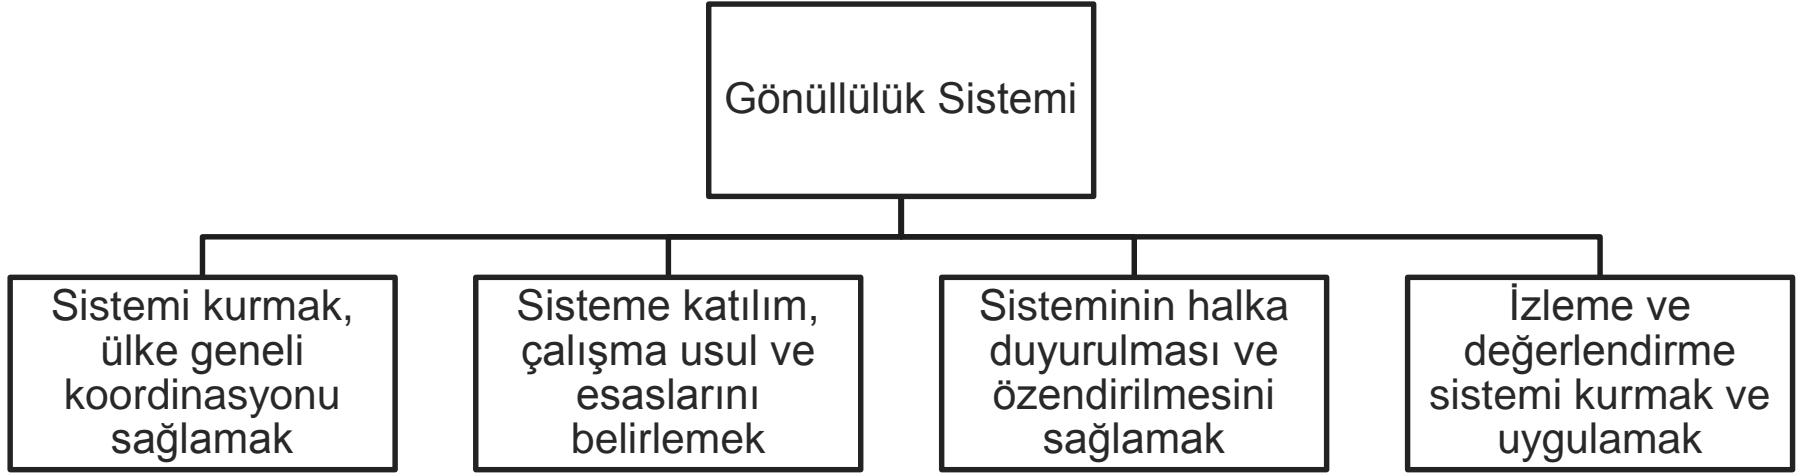 Gönüllülük Sistemi
Sistemi kurmak,
ülke geneli
koordinasyonu
sağlamak
Sisteme katılım,
çalışma usul ve
esaslarını
belirlemek
Sisteminin halka
duyurulması ve
özendirilmesini
sağlamak
İzleme ve
değerlendirme
sistemi kurmak ve
uygulamak